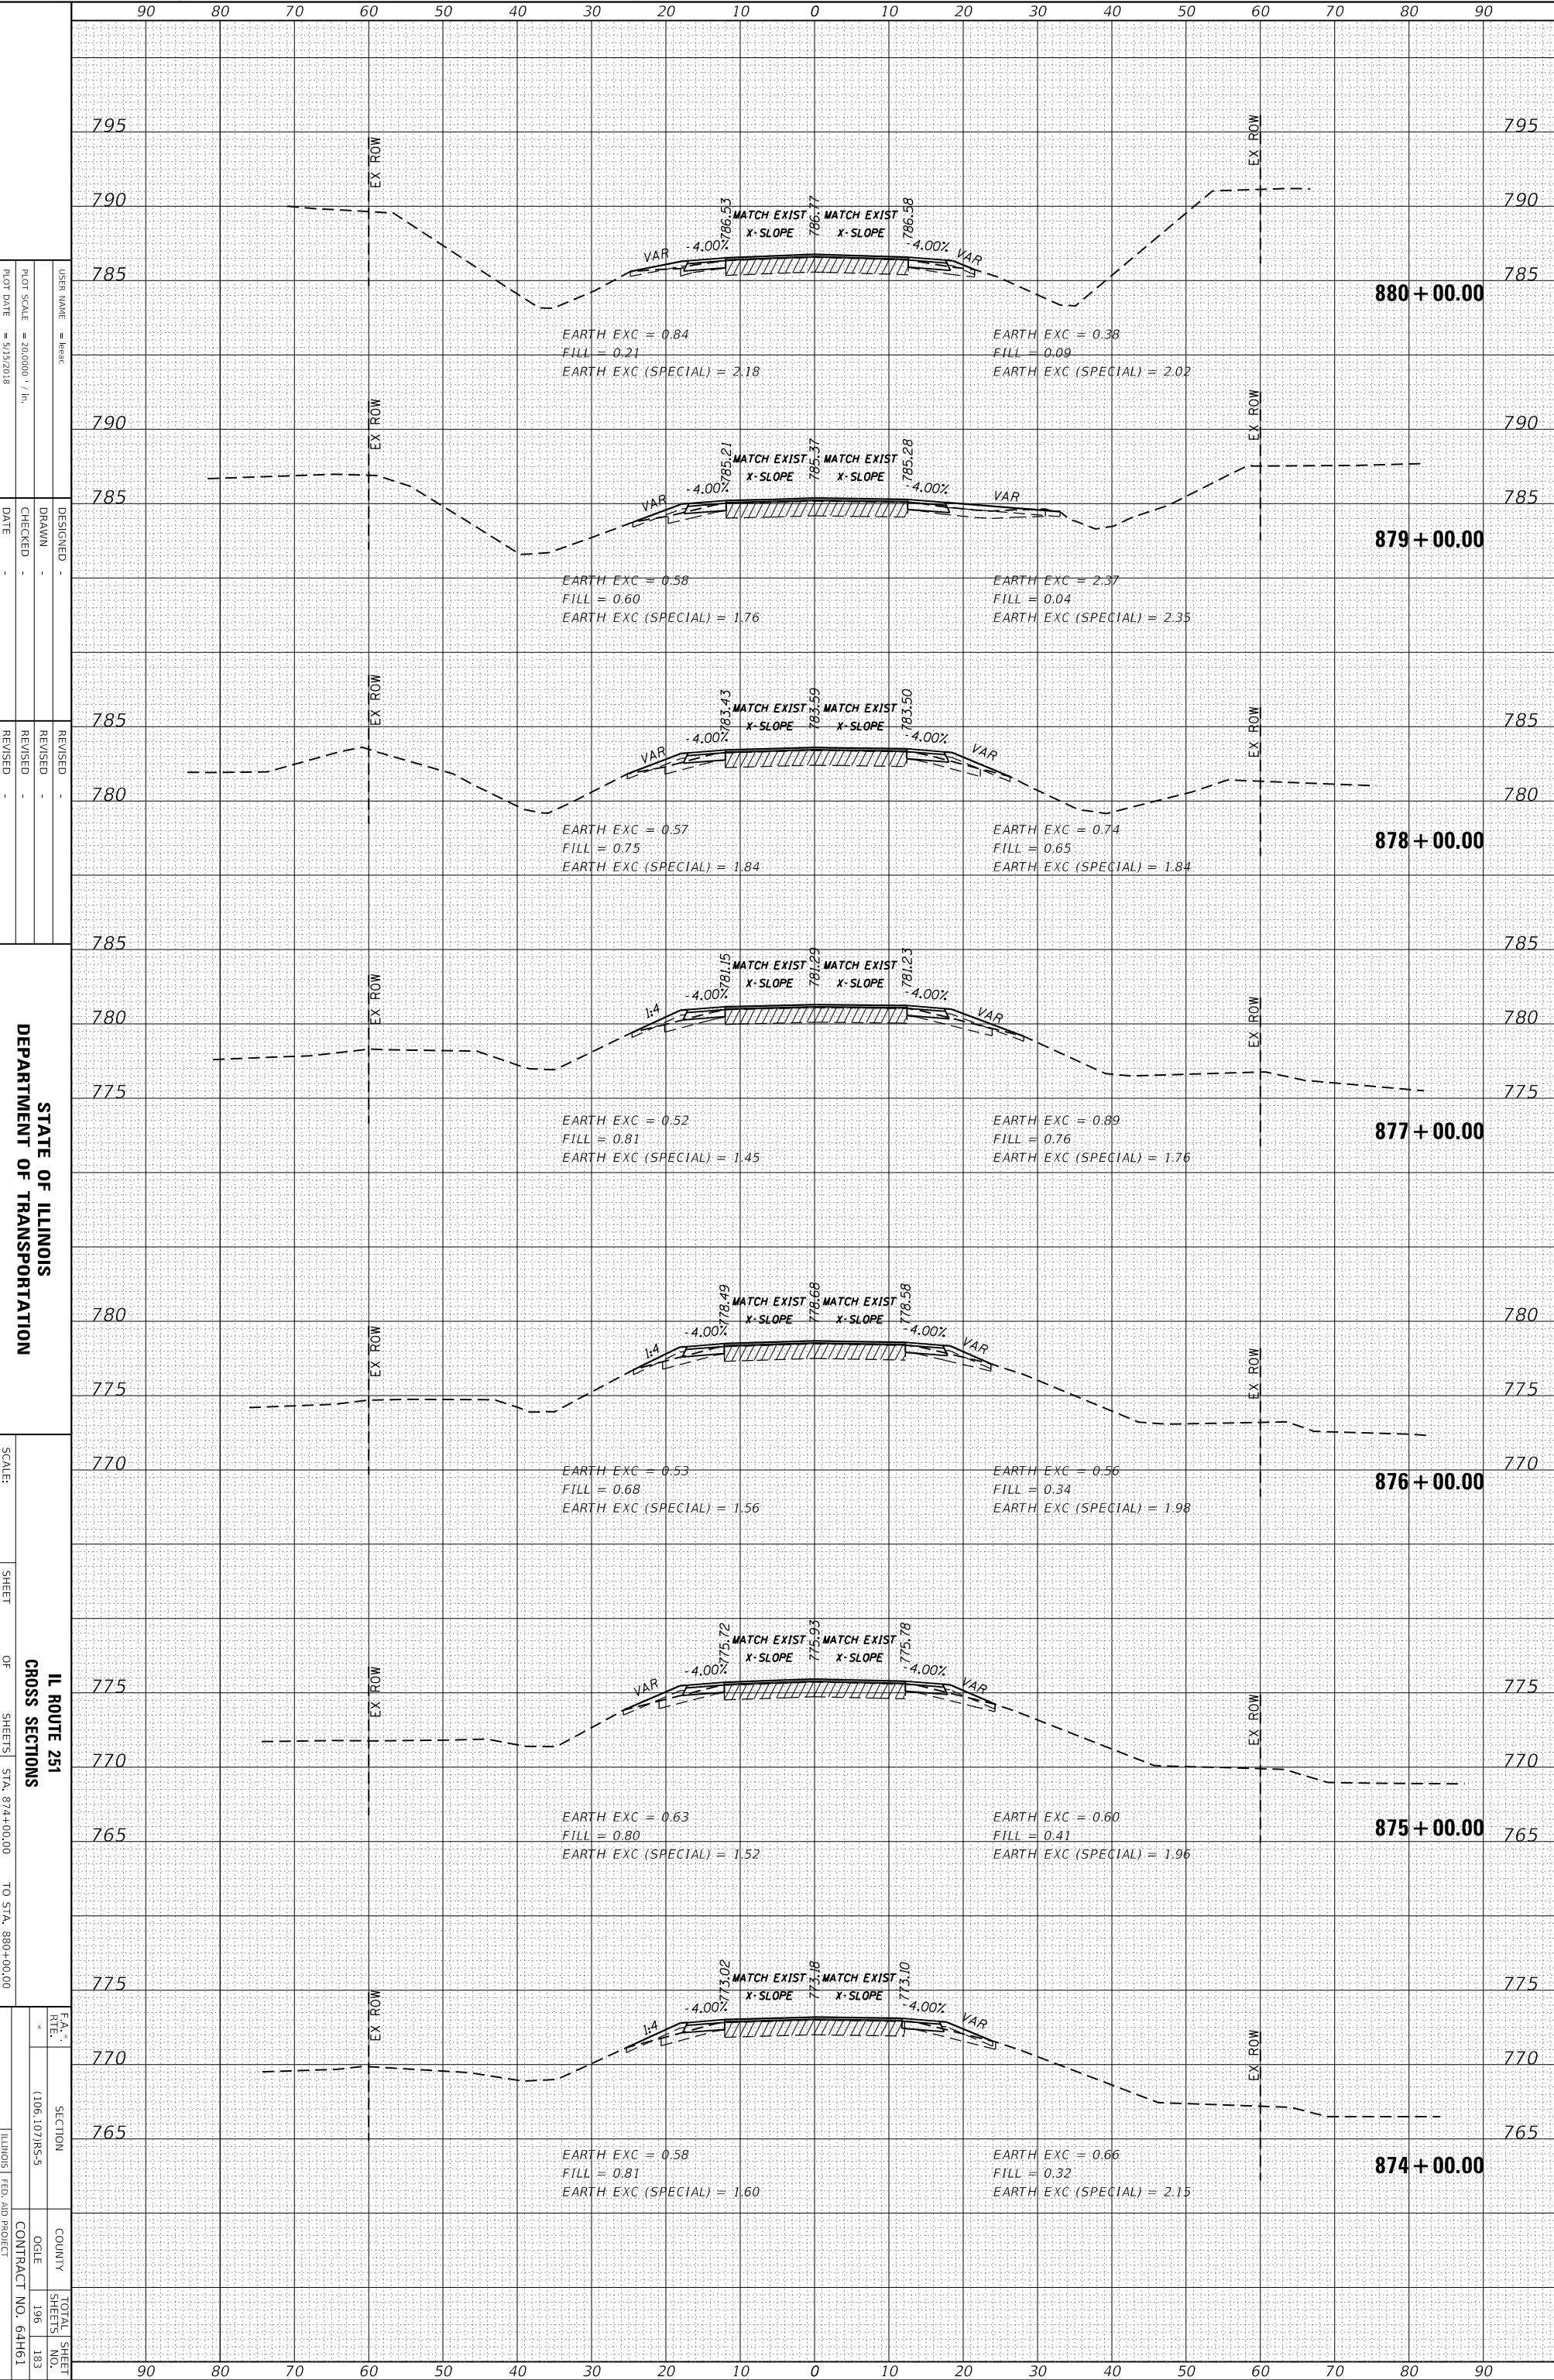 90 80 70 60 50 40 30 20 10 0 10 20 30 40 50 60 70 80 90
795 795
EX ROW EX ROW
790 790
786.53 786.77 786.58
MATCH EXIST MATCH EXIST
X-SLOPE X-SLOPE
VAR -4.00% -4.00% VAR
785 785
880+00.00
EARTH EXC = 0.84 EARTH EXC = 0.38
FILL = 0.21 FILL = 0.09
EARTH EXC (SPECIAL) = 2.18 EARTH EXC (SPECIAL) = 2.02
EX ROW EX ROW
790 790
785.21 785.37 785.28
MATCH EXIST MATCH EXIST
X-SLOPE X-SLOPE
VAR -4.00% -4.00% VAR
785 785
879+00.00
EARTH EXC = 0.58 EARTH EXC = 2.37
FILL = 0.60 FILL = 0.04
EARTH EXC (SPECIAL) = 1.76 EARTH EXC (SPECIAL) = 2.35
EX ROW EX ROW
783.43 783.59 783.50
MATCH EXIST MATCH EXIST
785 X-SLOPE X-SLOPE 785
VAR -4.00% -4.00% VAR
780 780
878+00.00
EARTH EXC = 0.57 EARTH EXC = 0.74
FILL = 0.75 FILL = 0.65
EARTH EXC (SPECIAL) = 1.84 EARTH EXC (SPECIAL) = 1.84
785 785
EX ROW EX ROW
781.15 781.29 781.23
MATCH EXIST MATCH EXIST
X-SLOPE X-SLOPE
1:4 -4.00% -4.00% VAR
780 780
775 775
877+00.00
EARTH EXC = 0.52 EARTH EXC = 0.89
FILL = 0.81 FILL = 0.76
EARTH EXC (SPECIAL) = 1.45 EARTH EXC (SPECIAL) = 1.76
778.49 778.68 778.58
MATCH EXIST MATCH EXIST
780 X-SLOPE X-SLOPE 780
1:4 -4.00% -4.00% VAR
EX ROW EX ROW
775 775
770 770
876+00.00
EARTH EXC = 0.53 EARTH EXC = 0.56
FILL = 0.68 FILL = 0.34
EARTH EXC (SPECIAL) = 1.56 EARTH EXC (SPECIAL) = 1.98
775.72 775.93 775.78
MATCH EXIST MATCH EXIST
X-SLOPE X-SLOPE
VAR -4.00% -4.00% VAR
EX ROW EX ROW
775 775
770 770
875+00.00
EARTH EXC = 0.63 EARTH EXC = 0.60
FILL = 0.80 FILL = 0.41
EARTH EXC (SPECIAL) = 1.52 EARTH EXC (SPECIAL) = 1.96
765 765
773.02 773.18 773.10
MATCH EXIST MATCH EXIST
775 X-SLOPE X-SLOPE 775
1:4 -4.00% -4.00% VAR
EX ROW EX ROW
770 770
765 765
874+00.00
EARTH EXC = 0.58 EARTH EXC = 0.66
FILL = 0.81 FILL = 0.32
EARTH EXC (SPECIAL) = 1.60 EARTH EXC (SPECIAL) = 2.15
90 80 70 60 50 40 30 20 10 0 10 20 30 40 50 60 70 80 90
USER NAME = leeac
PLOT SCALE = 20.0000 ' / in.
PLOT DATE = 5/15/2018
DESIGNED -
DRAWN -
CHECKED -
DATE -
REVISED -
REVISED -
REVISED -
REVISED -
STATE OF ILLINOIS
DEPARTMENT OF TRANSPORTATION
IL ROUTE 251
CROSS SECTIONS
SCALE: SHEET OF SHEETS STA. 874+00.00 TO STA. 880+00.00
F.A.* RTE. SECTION COUNTY TOTAL SHEETS SHEET NO.
* (106,107)RS-5 OGLE 196 183
CONTRACT NO. 64H61
ILLINOIS FED. AID PROJECT